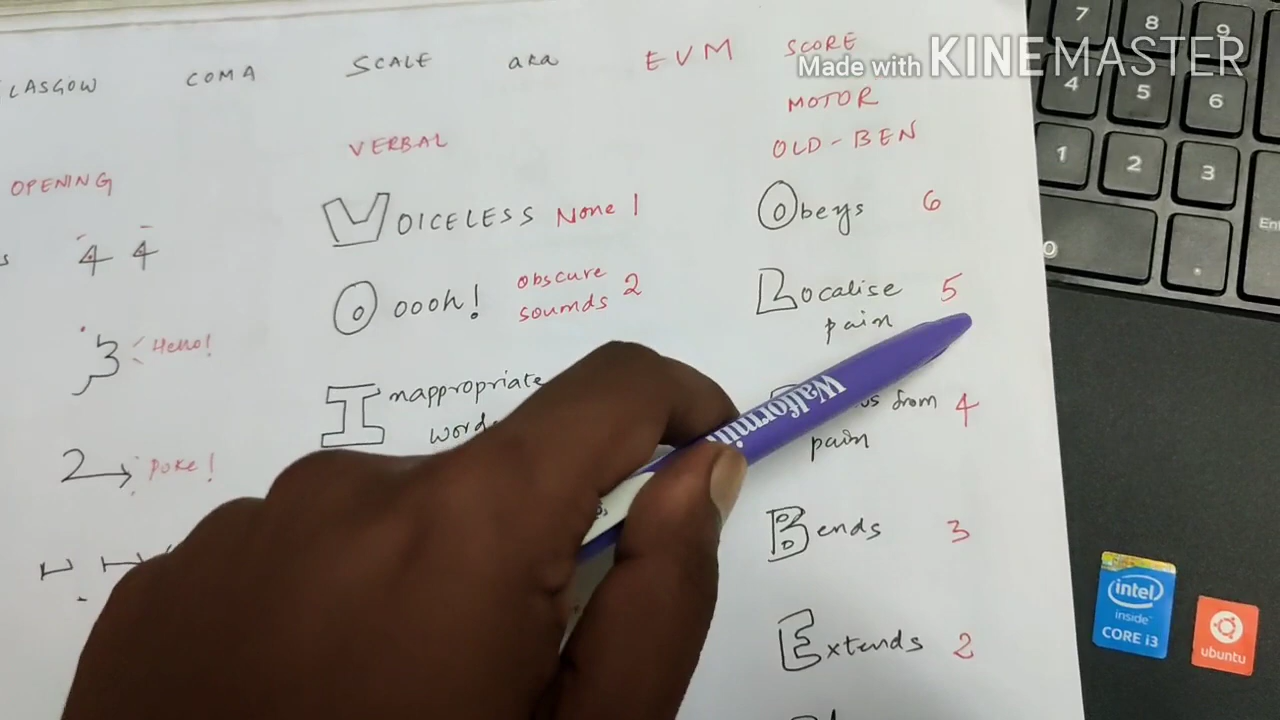 LASGOW COMA SCALE aka EVM SCORE
Made with KINEMASTER
OPENING
4 4
3 Hello!
2 → poke!
VERBAL
VOICELESS None 1
Ooooh! obscure
sounds 2
Inappropriate
MOTOR
OLD-BEN
Obeys 6
Localise 5
pain
from 4
pain
Bends 3
Extends 2
Walformin
7 8 9
4 5 6
1 2 3
0 .
intel
inside
CORE i3
ubuntu